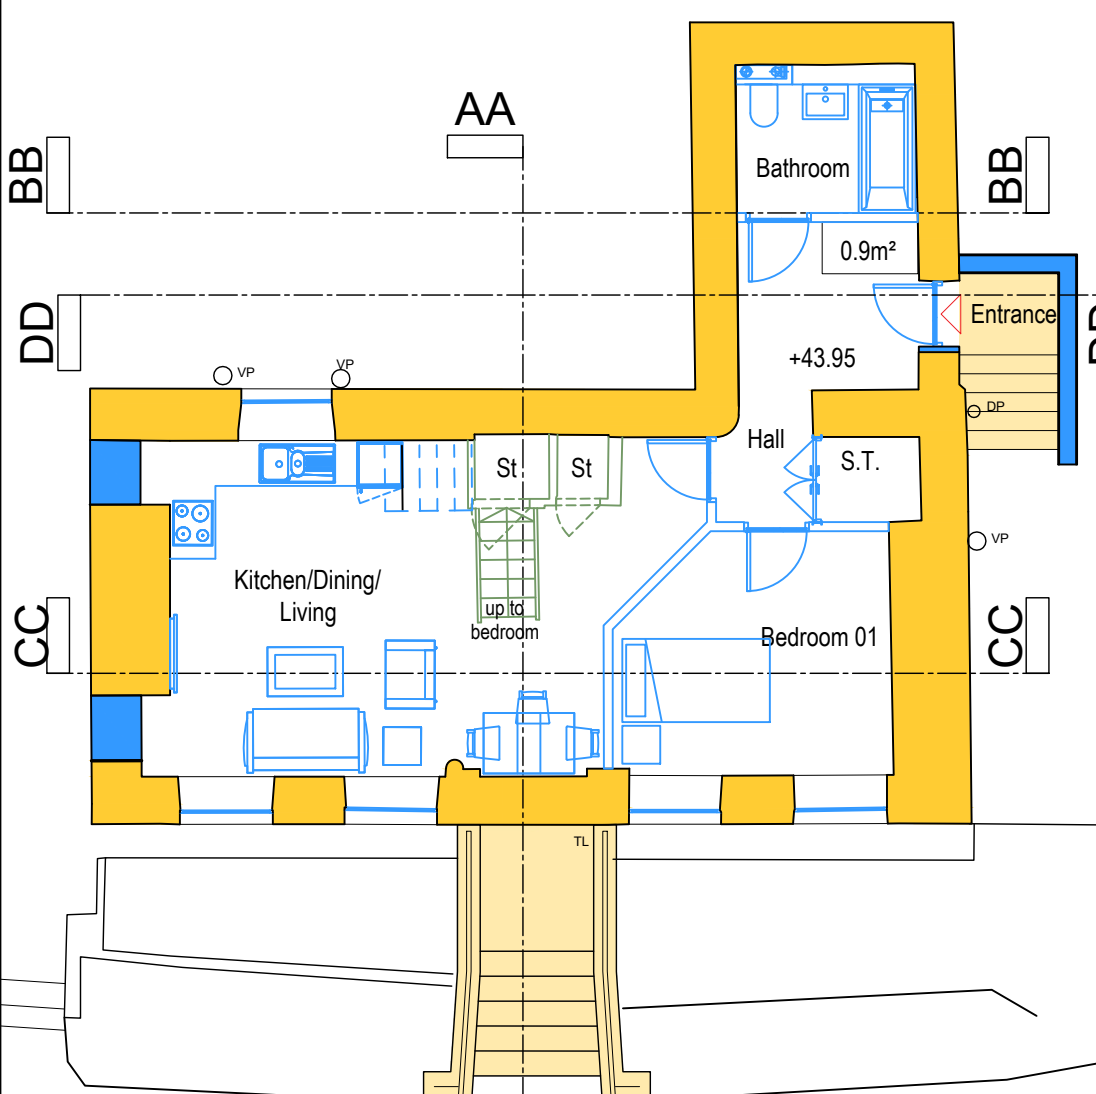 AA
BB
BB
Bathroom
0.9m²
DD
Entrance
DD
+43.95
VP
VP
DP
Hall
St
St
S.T.
VP
Kitchen/Dining/
Living
up to
bedroom
CC
CC
Bedroom 01
TL